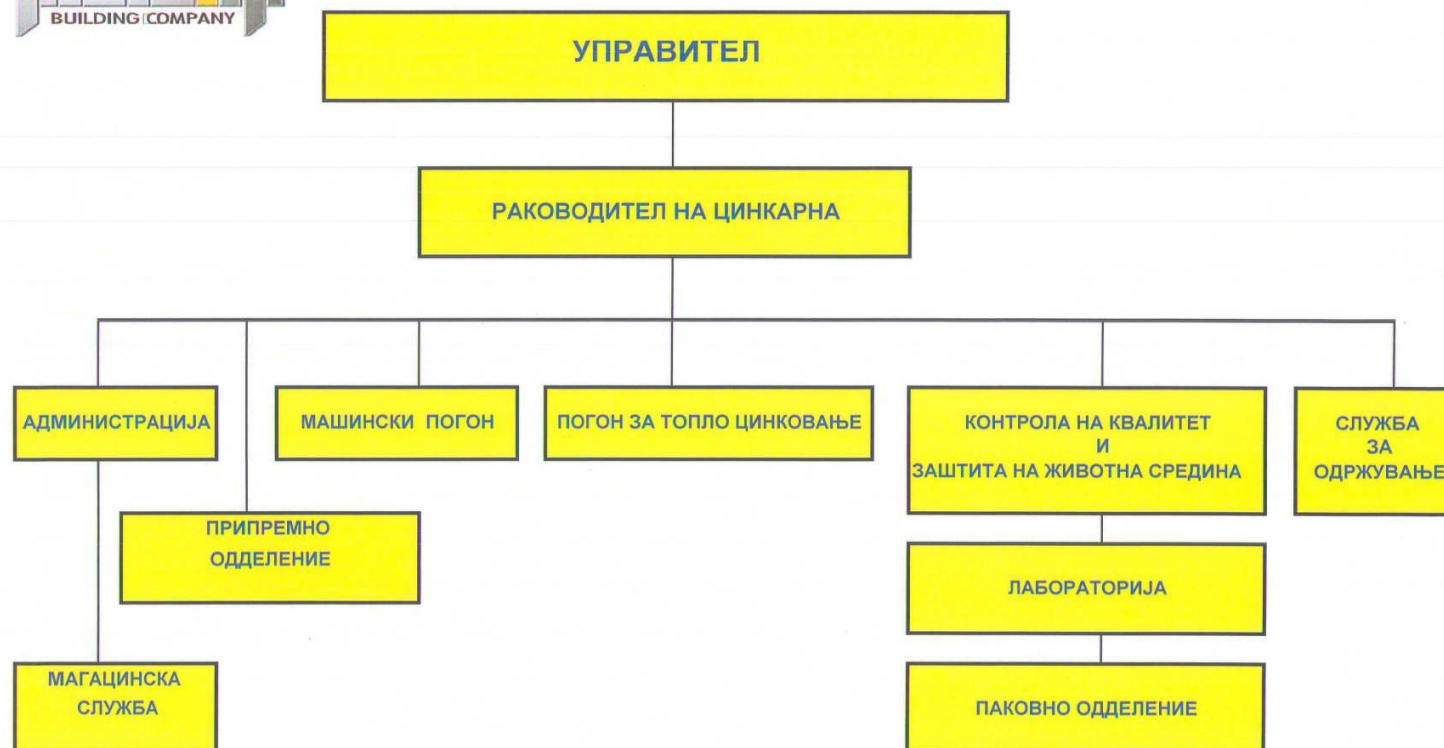 BUILDING COMPANY
УПРАВИТЕЛ
РАКОВОДИТЕЛ НА ЦИНКАРНА
АДМИНИСТРАЦИЈА
МАШИНСКИ ПОГОН
ПОГОН ЗА ТОПЛО ЦИНКОВАЊЕ
КОНТРОЛА НА КВАЛИТЕТ
И
ЗАШТИТА НА ЖИВОТНА СРЕДИНА
СЛУЖБА
ЗА
ОДРЖУВАЊЕ
ПРИПРЕМНО
ОДДЕЛЕНИЕ
ЛАБОРАТОРИЈА
МАГАЦИНСКА
СЛУЖБА
ПАКОВНО ОДДЕЛЕНИЕ